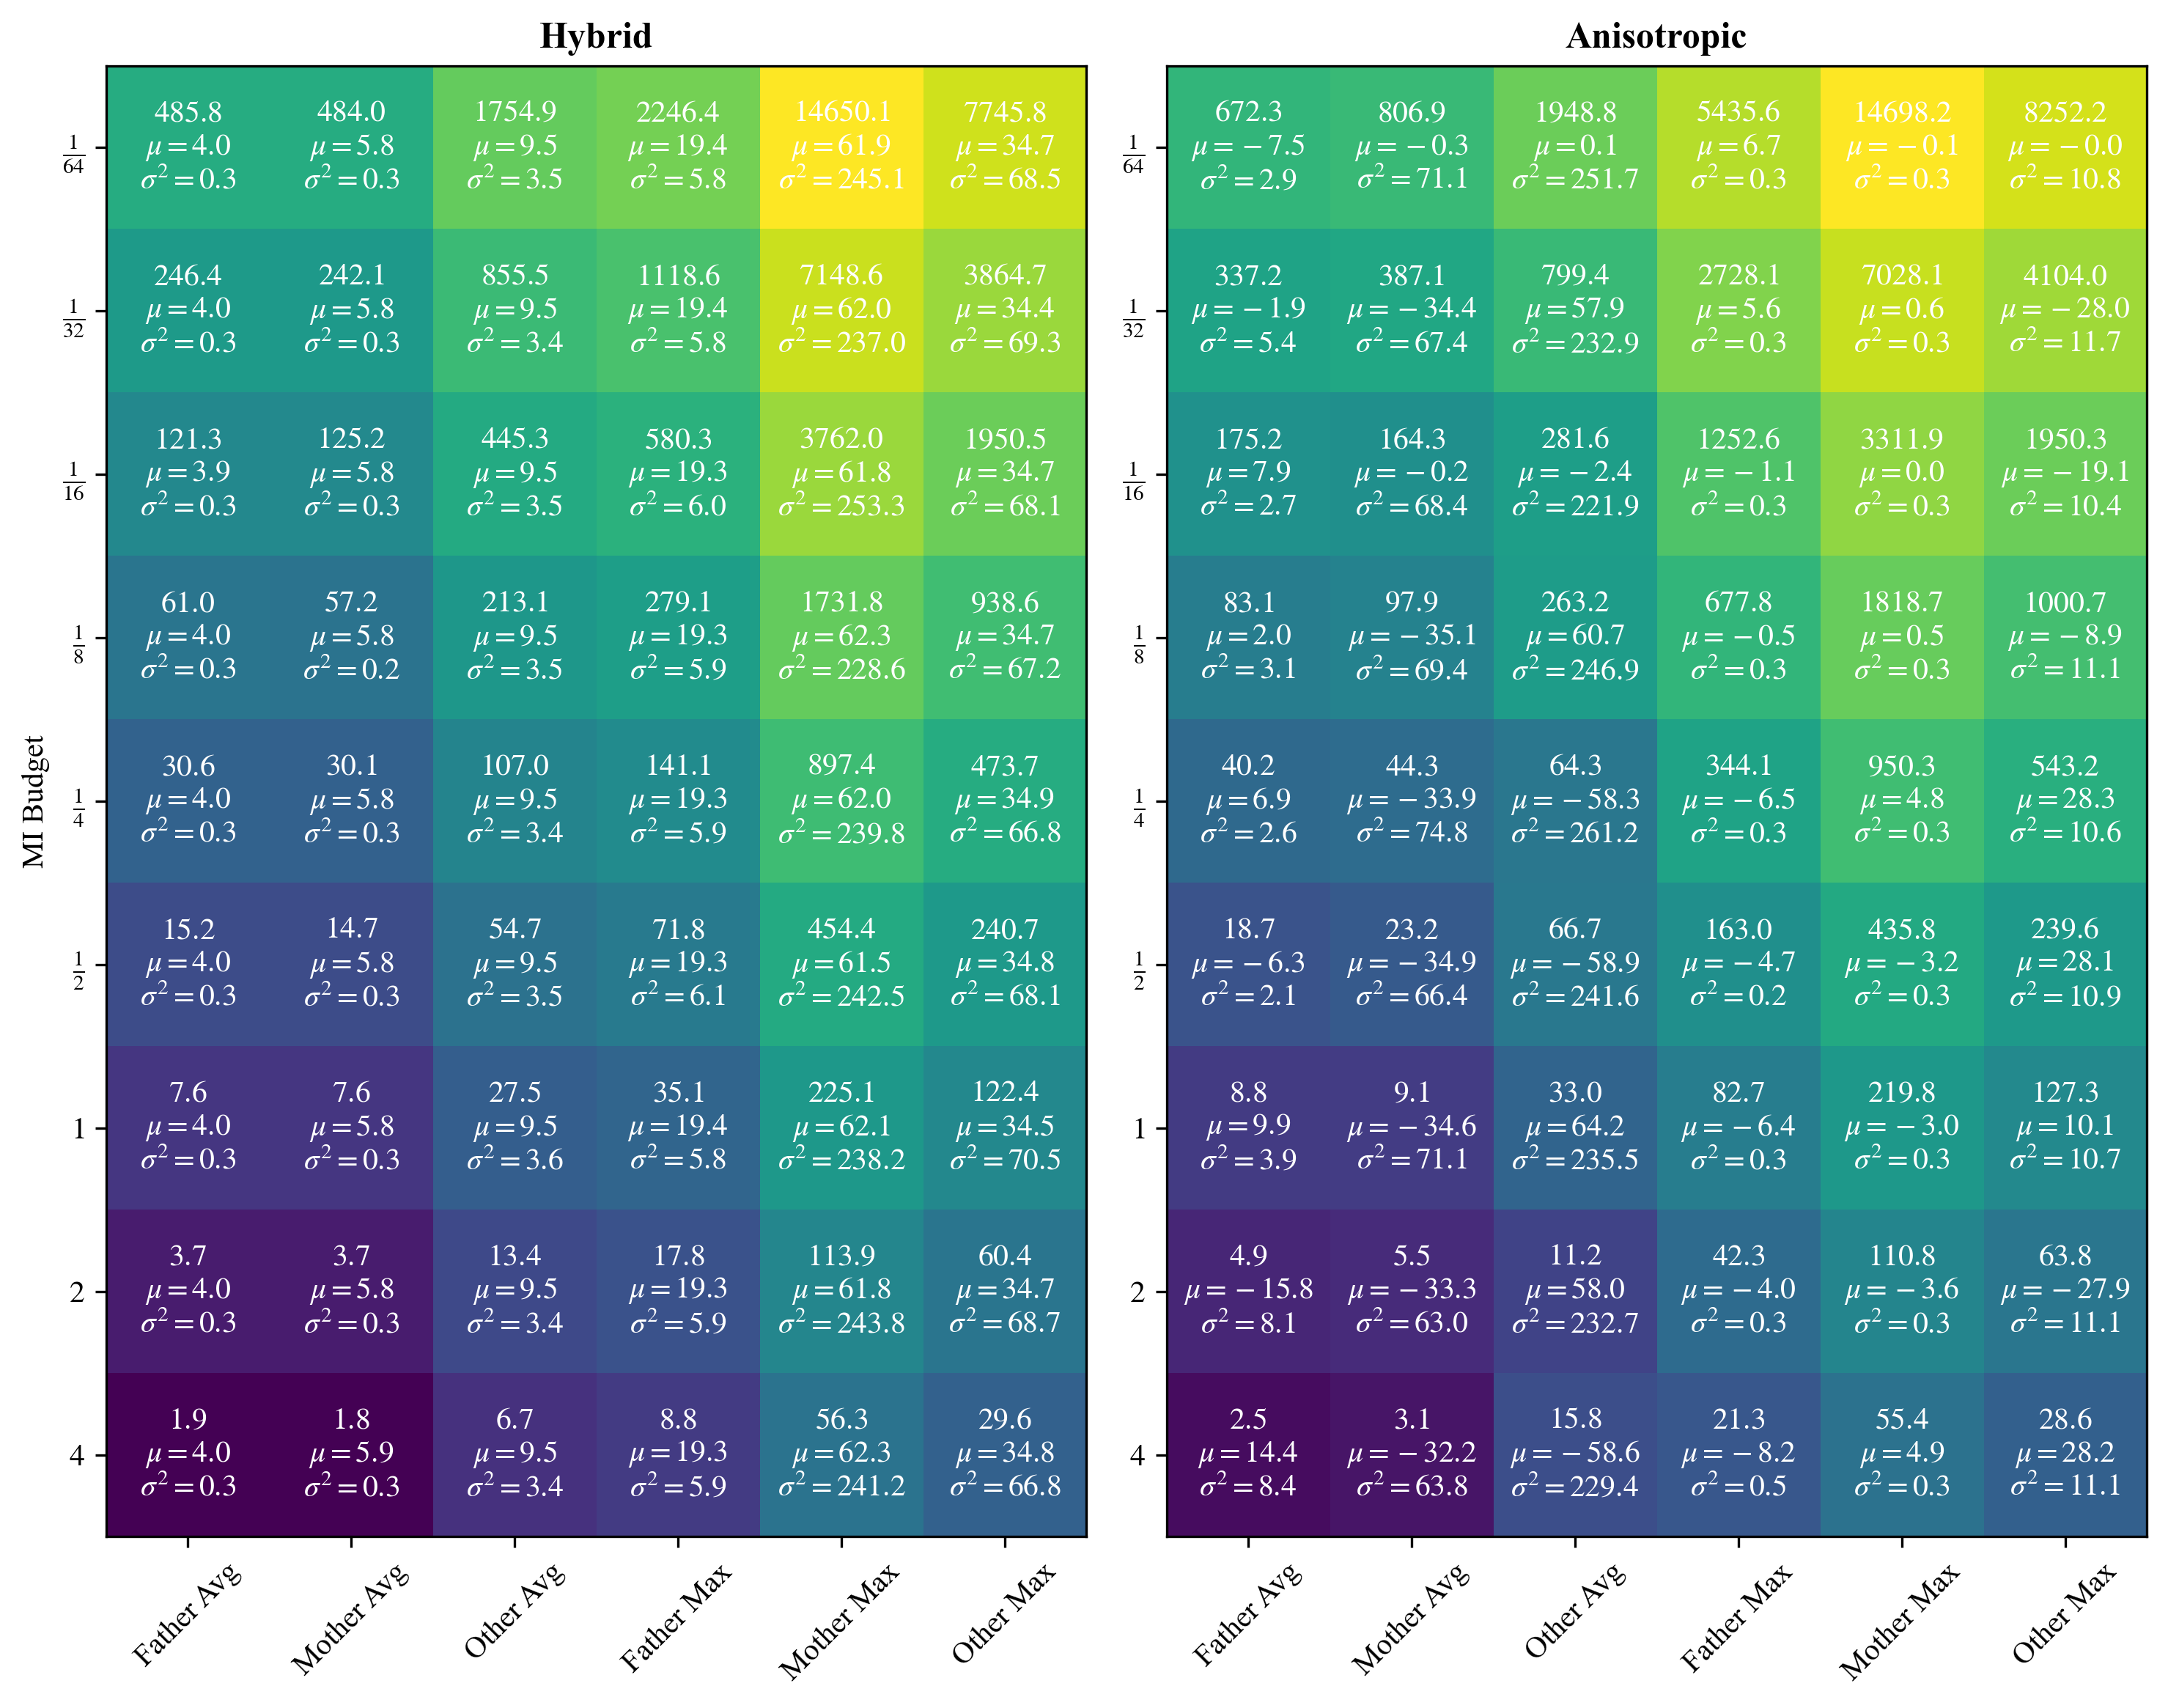 Hybrid
485.8 484.0 1754.9 2246.4 14650.1 7745.8
μ=4.0 μ=5.8 μ=9.5 μ=19.4 μ=61.9 μ=34.7
1/64
σ²=0.3 σ²=0.3 σ²=3.5 σ²=5.8 σ²=245.1 σ²=68.5
246.4 242.1 855.5 1118.6 7148.6 3864.7
μ=4.0 μ=5.8 μ=9.5 μ=19.4 μ=62.0 μ=34.4
1/32
σ²=0.3 σ²=0.3 σ²=3.4 σ²=5.8 σ²=237.0 σ²=69.3
121.3 125.2 445.3 580.3 3762.0 1950.5
μ=3.9 μ=5.8 μ=9.5 μ=19.3 μ=61.8 μ=34.7
1/16
σ²=0.3 σ²=0.3 σ²=3.5 σ²=6.0 σ²=253.3 σ²=68.1
61.0 57.2 213.1 279.1 1731.8 938.6
μ=4.0 μ=5.8 μ=9.5 μ=19.3 μ=62.3 μ=34.7
1/8
σ²=0.3 σ²=0.2 σ²=3.5 σ²=5.9 σ²=228.6 σ²=67.2
MI Budget
30.6 30.1 107.0 141.1 897.4 473.7
μ=4.0 μ=5.8 μ=9.5 μ=19.3 μ=62.0 μ=34.9
1/4
σ²=0.3 σ²=0.3 σ²=3.4 σ²=5.9 σ²=239.8 σ²=66.8
15.2 14.7 54.7 71.8 454.4 240.7
μ=4.0 μ=5.8 μ=9.5 μ=19.3 μ=61.5 μ=34.8
1/2
σ²=0.3 σ²=0.3 σ²=3.5 σ²=6.1 σ²=242.5 σ²=68.1
7.6 7.6 27.5 35.1 225.1 122.4
1 μ=4.0 μ=5.8 μ=9.5 μ=19.4 μ=62.1 μ=34.5
σ²=0.3 σ²=0.3 σ²=3.6 σ²=5.8 σ²=238.2 σ²=70.5
3.7 3.7 13.4 17.8 113.9 60.4
2 μ=4.0 μ=5.8 μ=9.5 μ=19.3 μ=61.8 μ=34.7
σ²=0.3 σ²=0.3 σ²=3.4 σ²=5.9 σ²=243.8 σ²=68.7
1.9 1.8 6.7 8.8 56.3 29.6
4 μ=4.0 μ=5.9 μ=9.5 μ=19.3 μ=62.3 μ=34.8
σ²=0.3 σ²=0.3 σ²=3.4 σ²=5.9 σ²=241.2 σ²=66.8
Father Avg Mother Avg Other Avg Father Max Mother Max Other Max
Anisotropic
672.3 806.9 1948.8 5435.6 14698.2 8252.2
μ=−7.5 μ=−0.3 μ=0.1 μ=6.7 μ=−0.1 μ=−0.0
1/64
σ²=2.9 σ²=71.1 σ²=251.7 σ²=0.3 σ²=0.3 σ²=10.8
337.2 387.1 799.4 2728.1 7028.1 4104.0
μ=−1.9 μ=−34.4 μ=57.9 μ=5.6 μ=0.6 μ=−28.0
1/32
σ²=5.4 σ²=67.4 σ²=232.9 σ²=0.3 σ²=0.3 σ²=11.7
175.2 164.3 281.6 1252.6 3311.9 1950.3
μ=7.9 μ=−0.2 μ=−2.4 μ=−1.1 μ=0.0 μ=−19.1
1/16
σ²=2.7 σ²=68.4 σ²=221.9 σ²=0.3 σ²=0.3 σ²=10.4
83.1 97.9 263.2 677.8 1818.7 1000.7
μ=2.0 μ=−35.1 μ=60.7 μ=−0.5 μ=0.5 μ=−8.9
1/8
σ²=3.1 σ²=69.4 σ²=246.9 σ²=0.3 σ²=0.3 σ²=11.1
40.2 44.3 64.3 344.1 950.3 543.2
μ=6.9 μ=−33.9 μ=−58.3 μ=−6.5 μ=4.8 μ=28.3
1/4
σ²=2.6 σ²=74.8 σ²=261.2 σ²=0.3 σ²=0.3 σ²=10.6
18.7 23.2 66.7 163.0 435.8 239.6
μ=−6.3 μ=−34.9 μ=−58.9 μ=−4.7 μ=−3.2 μ=28.1
1/2
σ²=2.1 σ²=66.4 σ²=241.6 σ²=0.2 σ²=0.3 σ²=10.9
8.8 9.1 33.0 82.7 219.8 127.3
1 μ=9.9 μ=−34.6 μ=64.2 μ=−6.4 μ=−3.0 μ=10.1
σ²=3.9 σ²=71.1 σ²=235.5 σ²=0.3 σ²=0.3 σ²=10.7
4.9 5.5 11.2 42.3 110.8 63.8
2 μ=−15.8 μ=−33.3 μ=58.0 μ=−4.0 μ=−3.6 μ=−27.9
σ²=8.1 σ²=63.0 σ²=232.7 σ²=0.3 σ²=0.3 σ²=11.1
2.5 3.1 15.8 21.3 55.4 28.6
4 μ=14.4 μ=−32.2 μ=−58.6 μ=−8.2 μ=4.9 μ=28.2
σ²=8.4 σ²=63.8 σ²=229.4 σ²=0.5 σ²=0.3 σ²=11.1
Father Avg Mother Avg Other Avg Father Max Mother Max Other Max